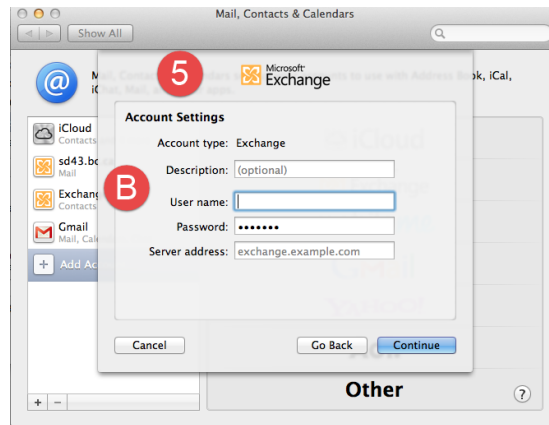 Mail, Contacts & Calendars
Show All
5
Microsoft
Exchange
ok, iCal,
iCloud
Contacts
sd43.bc
Mail
Exchang
Contacts
Gmail
Mail, Cale
Add Ac
Account Settings
Account type: Exchange
Description: (optional)
B
User name:
Password: •••••••
Server address: exchange.example.com
Cancel
Go Back
Continue
Other
?
+ −